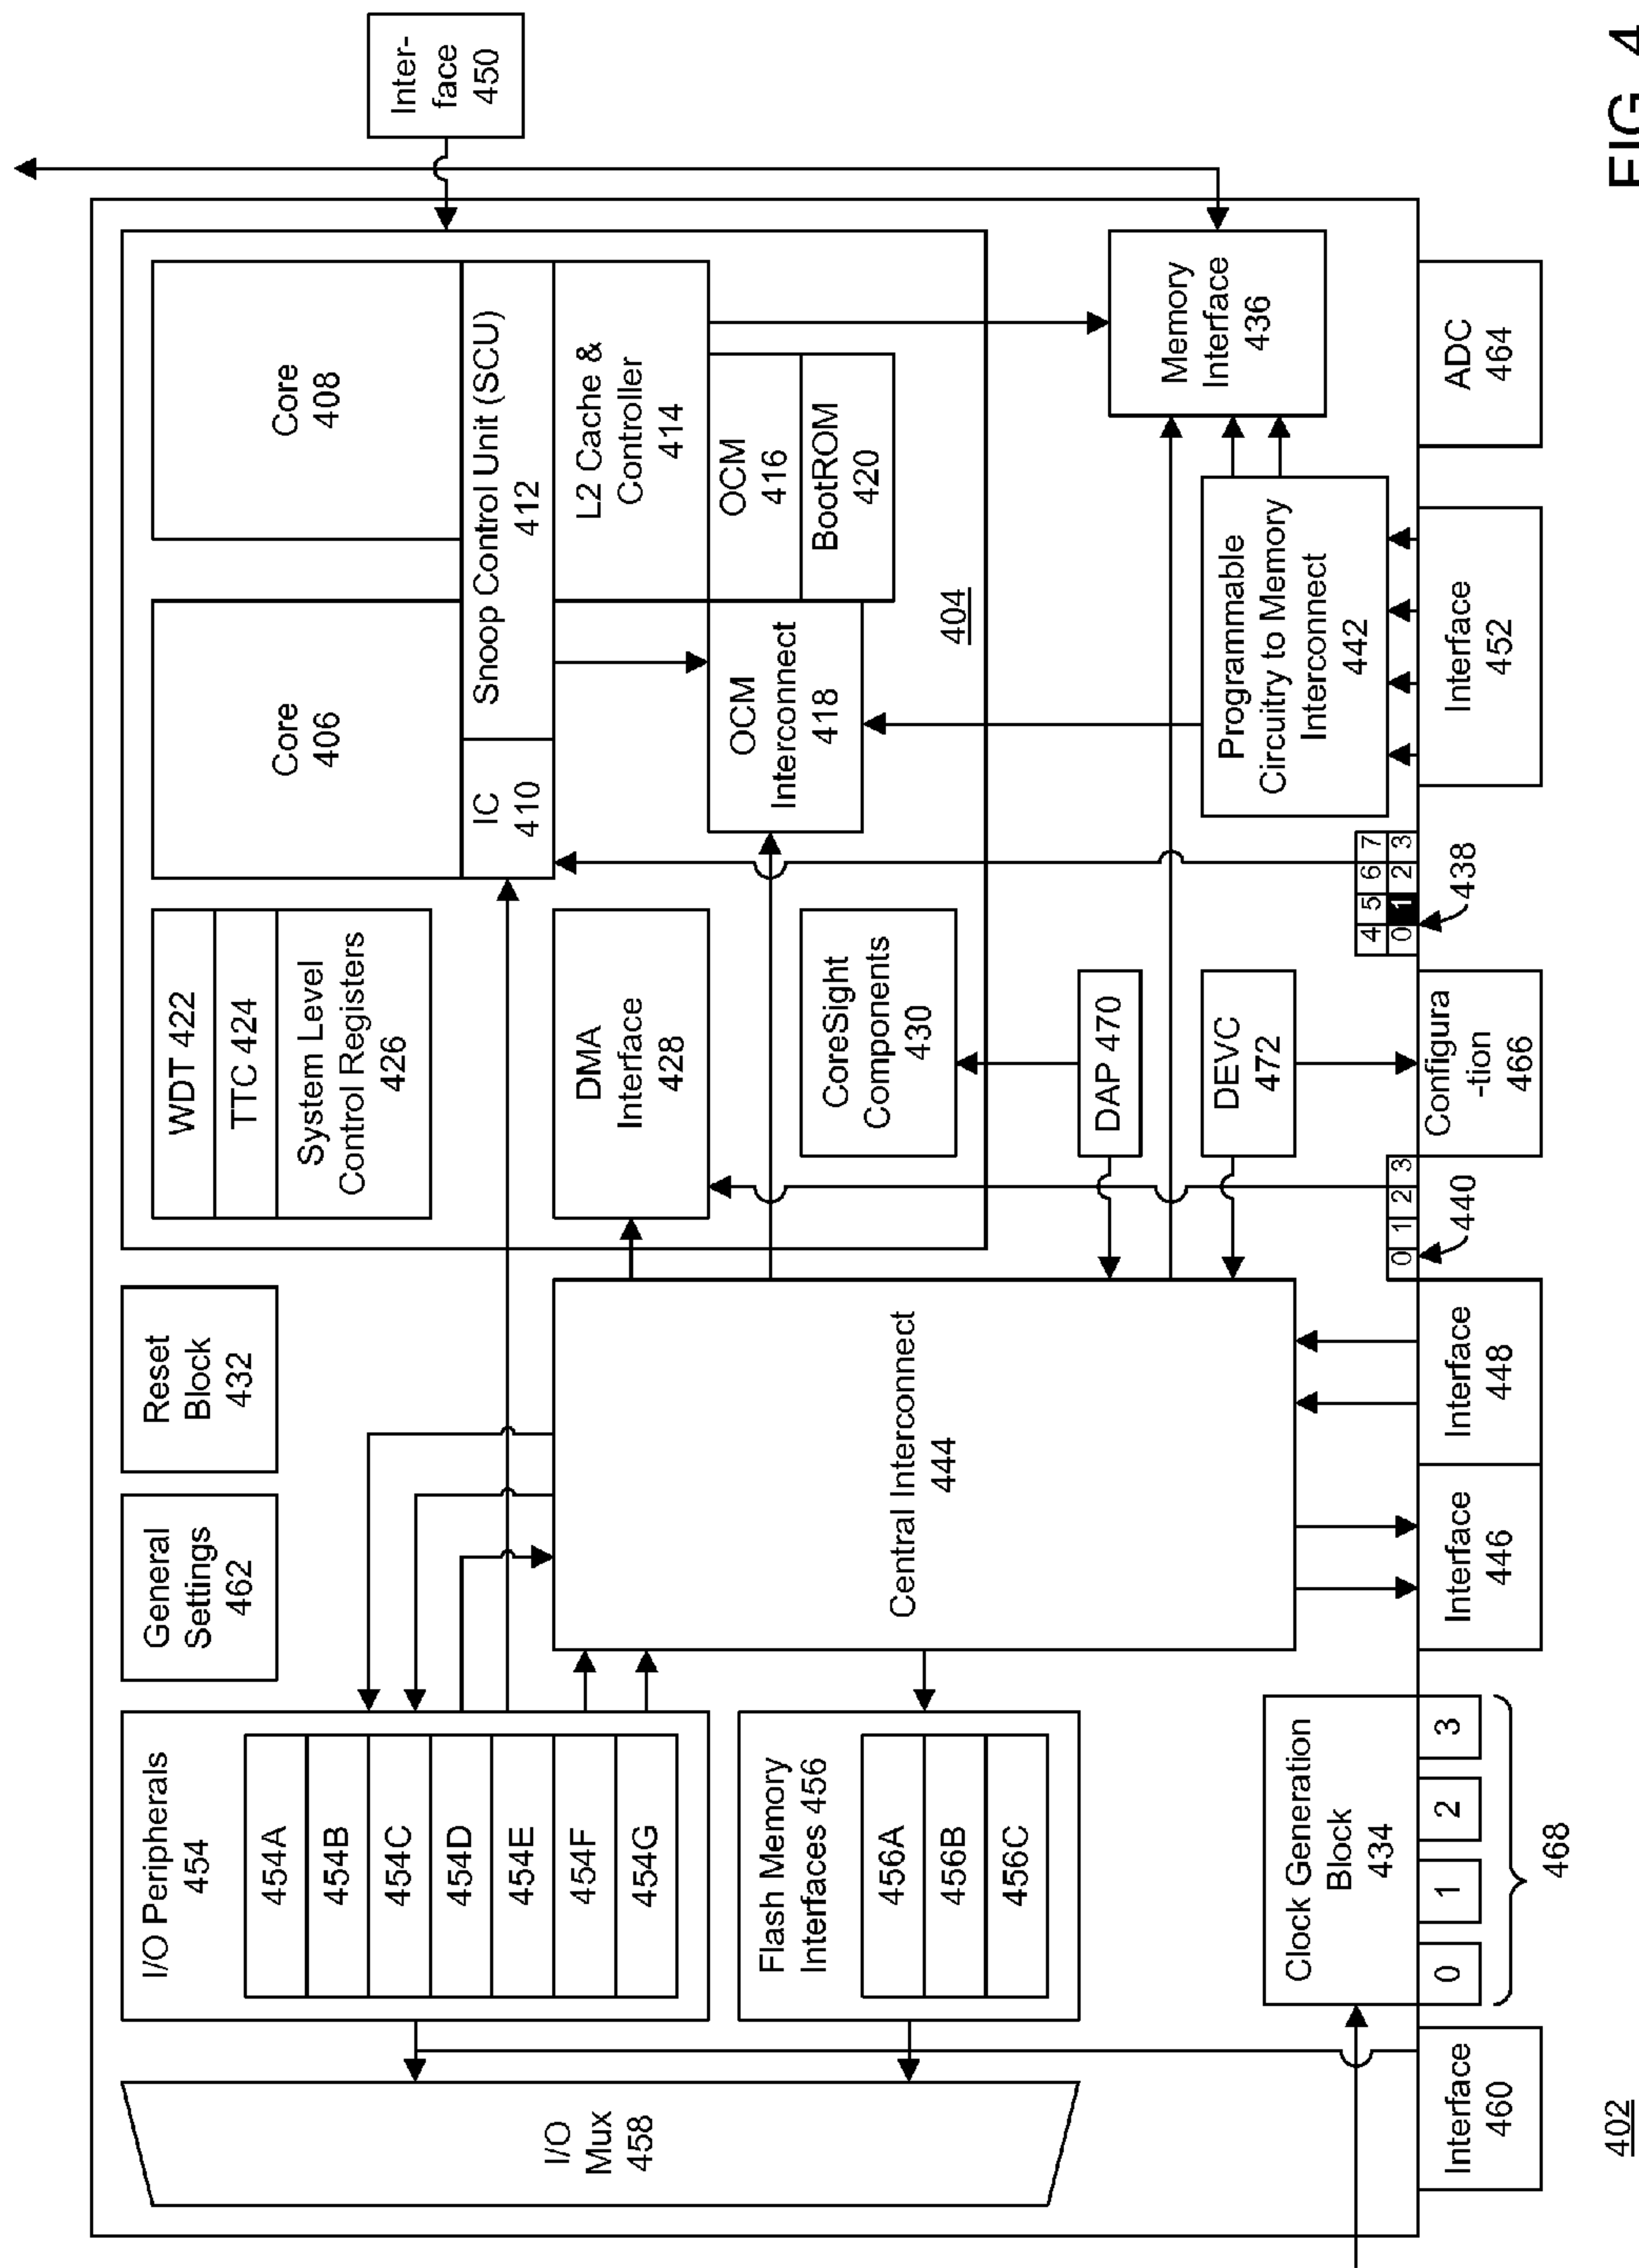 I/O
Mux
458
I/O Peripherals
454
454A
454B
454C
454D
454E
454F
454G
Flash Memory
Interfaces 456
456A
456B
456C
General
Settings
462
Reset
Block
432
WDT 422
TTC 424
System Level
Control Registers
426
Core
406
Core
408
IC
410
Snoop Control Unit (SCU)
412
L2 Cache &
Controller
414
OCM
416
BootROM
420
OCM
Interconnect
418
DMA
Interface
428
CoreSight
Components
430
404
Inter-
face
450
Central Interconnect
444
DAP 470
DEVC
472
Programmable
Circuitry to Memory
Interconnect
442
Memory
Interface
436
Clock Generation
Block
434
0 1 2 3
468
Interface
460
Interface
446
Interface
448
0 1 2 3
440
Configura
-tion
466
4 5 6 7
0 1 2 3
438
Interface
452
ADC
464
402
FIG. 4